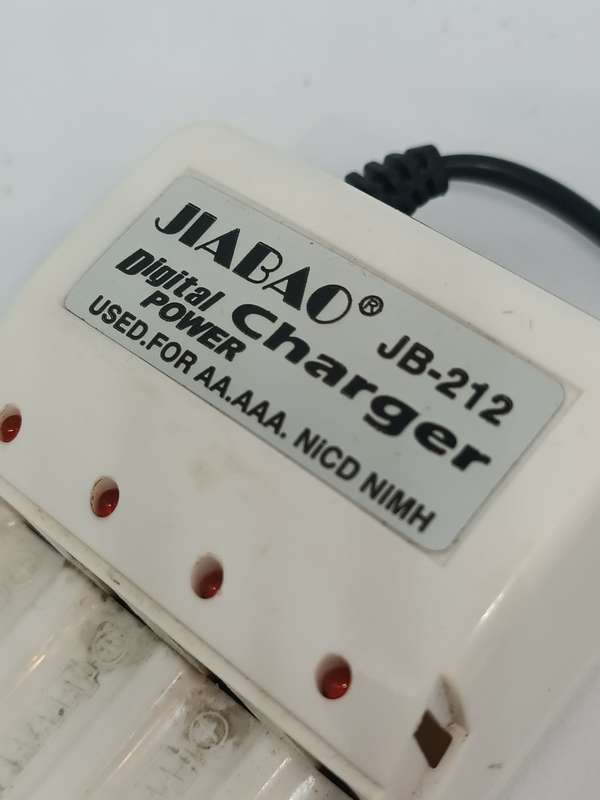 JIABAO® JB-212
Digital POWER Charger
USED.FOR AA.AAA. NiCD NiMH